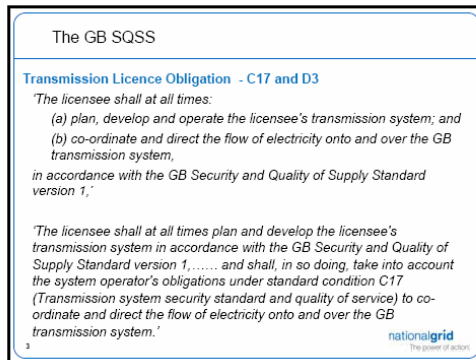 The GB SQSS
Transmission Licence Obligation - C17 and D3
'The licensee shall at all times:
(a) plan, develop and operate the licensee's transmission system; and
(b) co-ordinate and direct the flow of electricity onto and over the GB
transmission system,
in accordance with the GB Security and Quality of Supply Standard
version 1,'
'The licensee shall at all times plan and develop the licensee's
transmission system in accordance with the GB Security and Quality of
Supply Standard version 1,...... and shall, in so doing, take into account
the system operator's obligations under standard condition C17
(Transmission system security standard and quality of service) to co-
ordinate and direct the flow of electricity onto and over the GB
transmission system.'
3
nationalgrid
The power of action